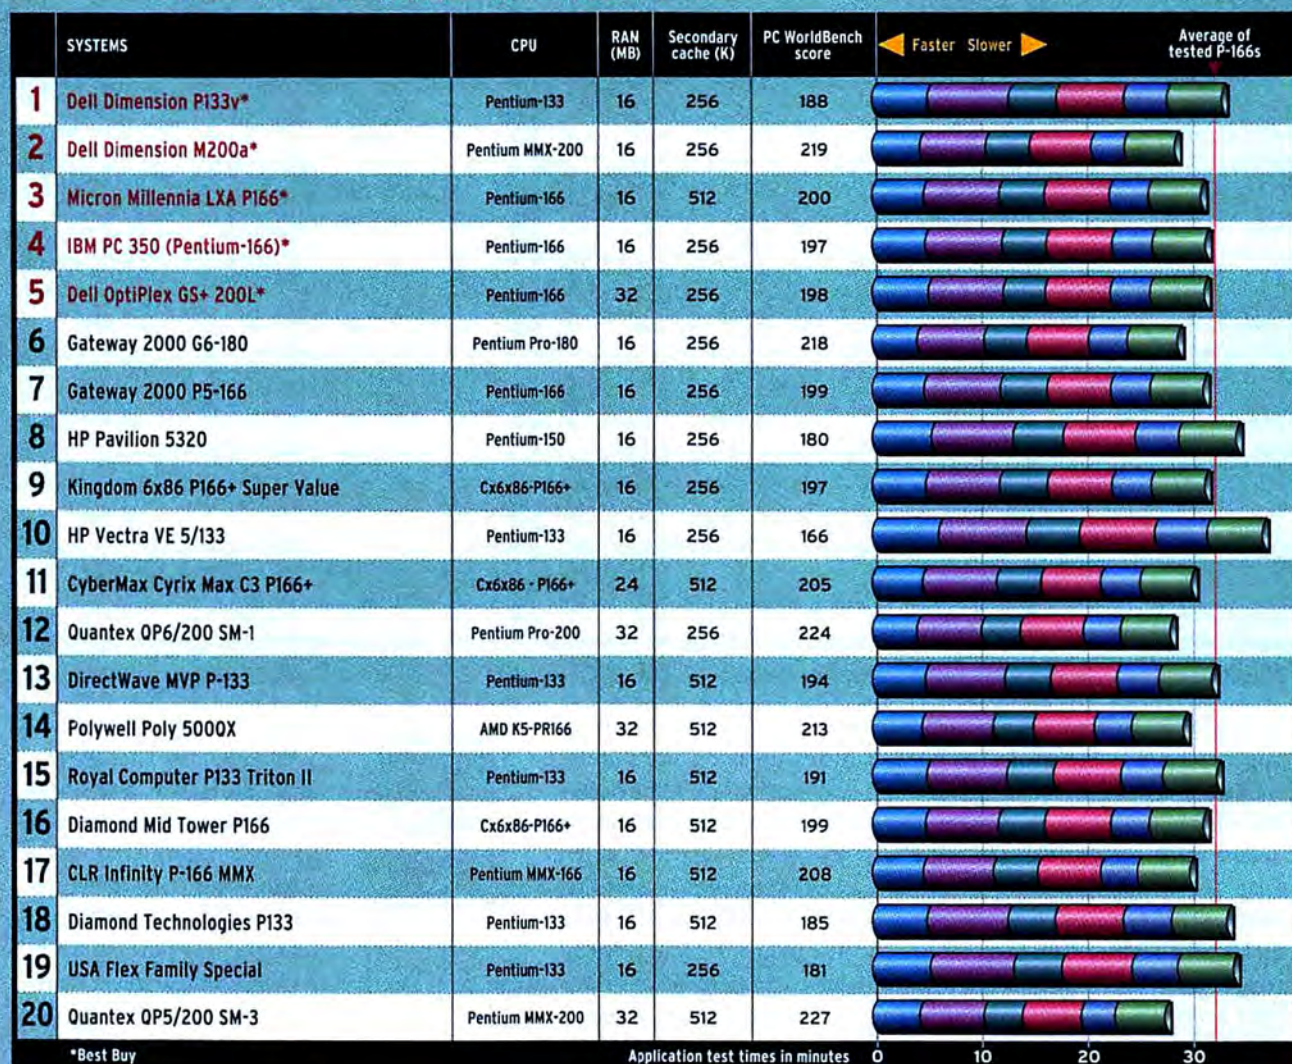 SYSTEMS CPU RAN (MB) Secondary cache (K) PC WorldBench score Faster Slower Average of tested P-166s
1 Dell Dimension P133v* Pentium-133 16 256 188
2 Dell Dimension M200a* Pentium MMX-200 16 256 219
3 Micron Millennia LXA P166* Pentium-166 16 512 200
4 IBM PC 350 (Pentium-166)* Pentium-166 16 256 197
5 Dell OptiPlex GS+ 200L* Pentium-166 32 256 198
6 Gateway 2000 G6-180 Pentium Pro-180 16 256 218
7 Gateway 2000 P5-166 Pentium-166 16 256 199
8 HP Pavilion 5320 Pentium-150 16 256 180
9 Kingdom 6x86 P166+ Super Value Cx6x86-P166+ 16 256 197
10 HP Vectra VE 5/133 Pentium-133 16 256 166
11 CyberMax Cyrix Max C3 P166+ Cx6x86 - P166+ 24 512 205
12 Quantex QP6/200 SM-1 Pentium Pro-200 32 256 224
13 DirectWave MVP P-133 Pentium-133 16 512 194
14 Polywell Poly 5000X AMD K5-PR166 32 512 213
15 Royal Computer P133 Triton II Pentium-133 16 512 191
16 Diamond Mid Tower P166 Cx6x86-P166+ 16 512 199
17 CLR Infinity P-166 MMX Pentium MMX-166 16 512 208
18 Diamond Technologies P133 Pentium-133 16 512 185
19 USA Flex Family Special Pentium-133 16 256 181
20 Quantex QP5/200 SM-3 Pentium MMX-200 32 512 227
*Best Buy Application test times in minutes 0 10 20 30